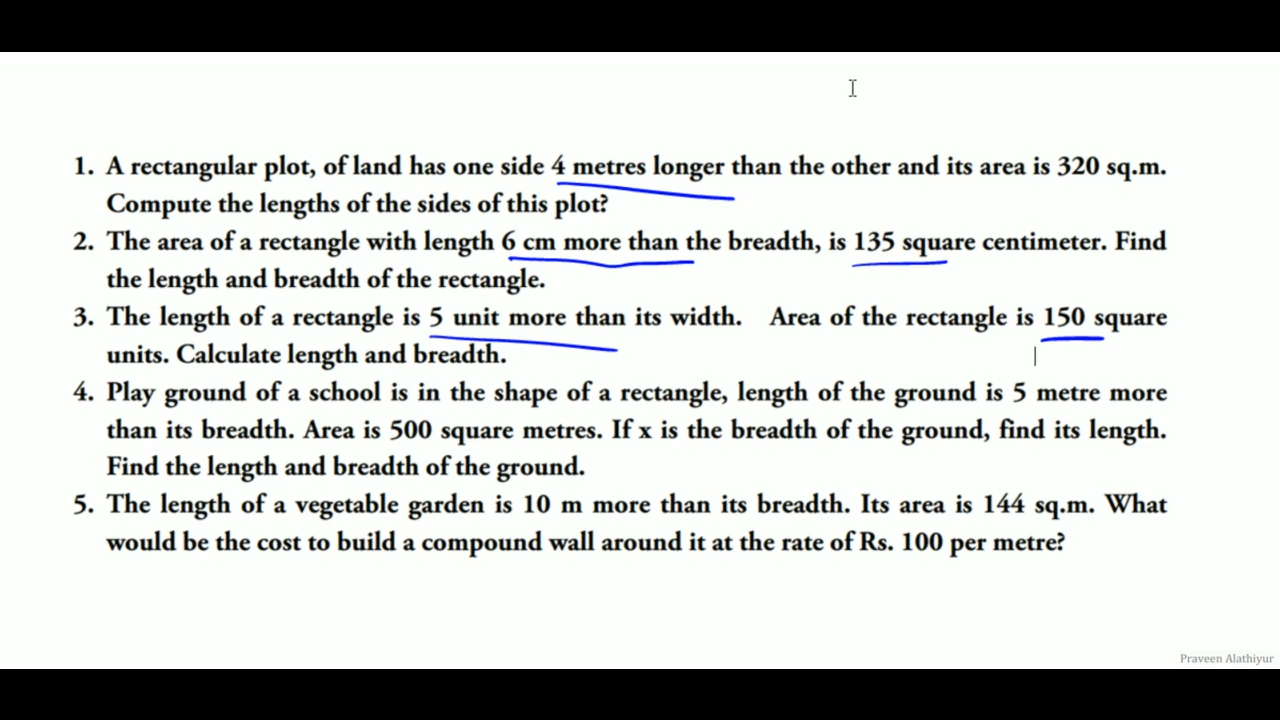 1. A rectangular plot, of land has one side 4 metres longer than the other and its area is 320 sq.m.
Compute the lengths of the sides of this plot?
2. The area of a rectangle with length 6 cm more than the breadth, is 135 square centimeter. Find
the length and breadth of the rectangle.
3. The length of a rectangle is 5 unit more than its width. Area of the rectangle is 150 square
units. Calculate length and breadth.
4. Play ground of a school is in the shape of a rectangle, length of the ground is 5 metre more
than its breadth. Area is 500 square metres. If x is the breadth of the ground, find its length.
Find the length and breadth of the ground.
5. The length of a vegetable garden is 10 m more than its breadth. Its area is 144 sq.m. What
would be the cost to build a compound wall around it at the rate of Rs. 100 per metre?
Praveen Alathiyur